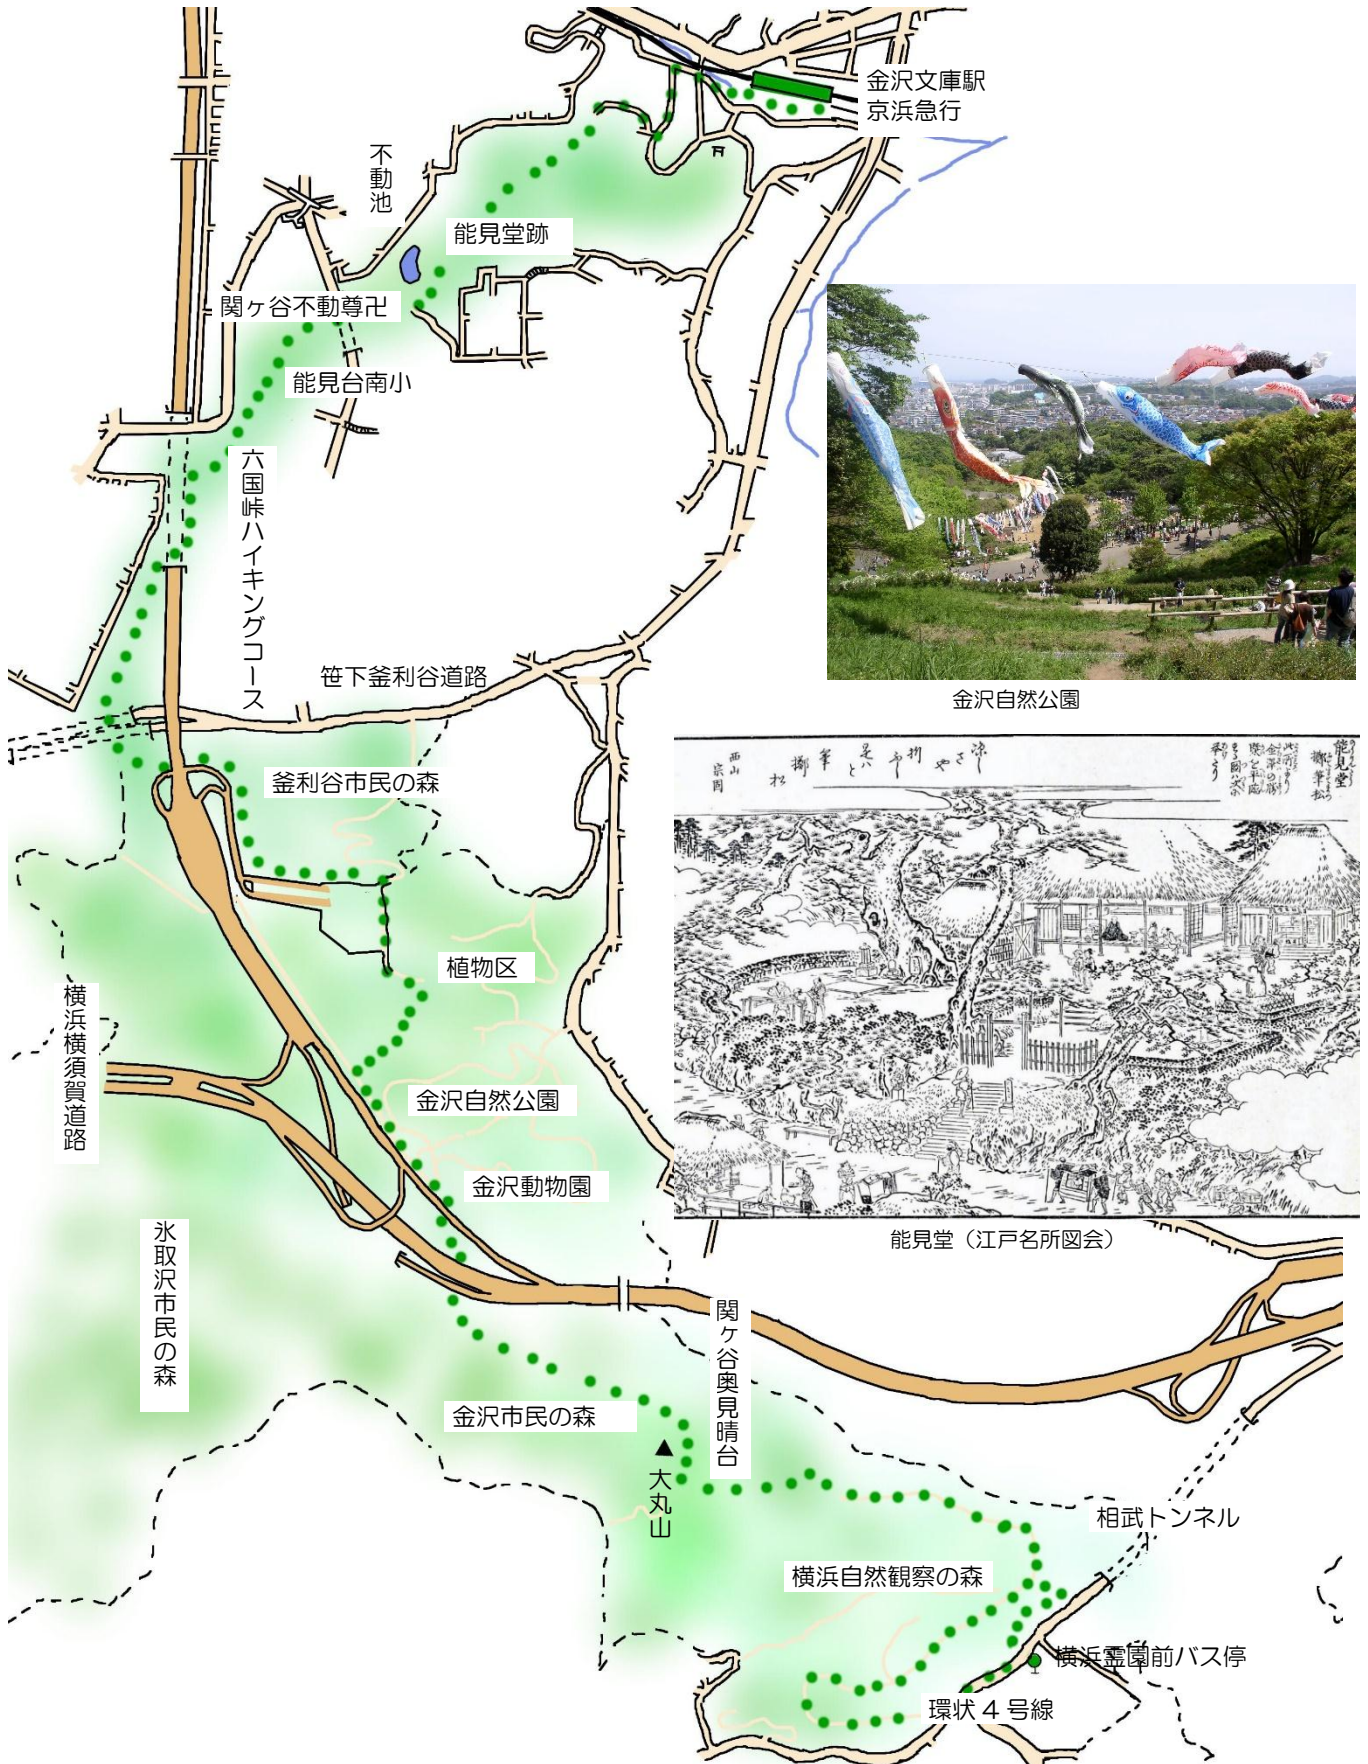 金沢文庫駅
京浜急行
不動池
能見堂跡
関ヶ谷不動尊卍
能見台南小
六国峠ハイキングコース
笹下釜利谷道路
金沢自然公園
釜利谷市民の森
能見堂
植物区
横浜横須賀道路
金沢自然公園
金沢動物園
氷取沢市民の森
能見堂（江戸名所図会）
関ヶ谷奥見晴台
金沢市民の森
▲大丸山
相武トンネル
横浜自然観察の森
横浜霊園前バス停
環状４号線